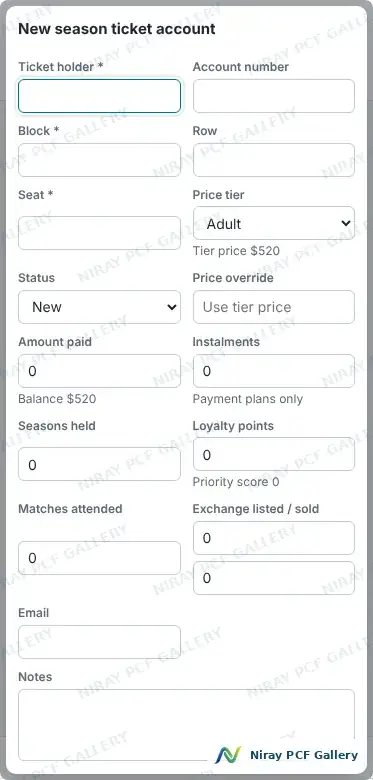 New season ticket account
Ticket holder *
Account number
Block *
Row
Seat *
Price tier
Adult
Tier price $520
Status
Price override
New
Use tier price
Amount paid
Instalments
0
0
Balance $520
Payment plans only
Seasons held
Loyalty points
0
0
Priority score 0
Matches attended
Exchange listed / sold
0
0
0
Email
Notes
Niray PCF Gallery
NIRAY PCF GALLERY